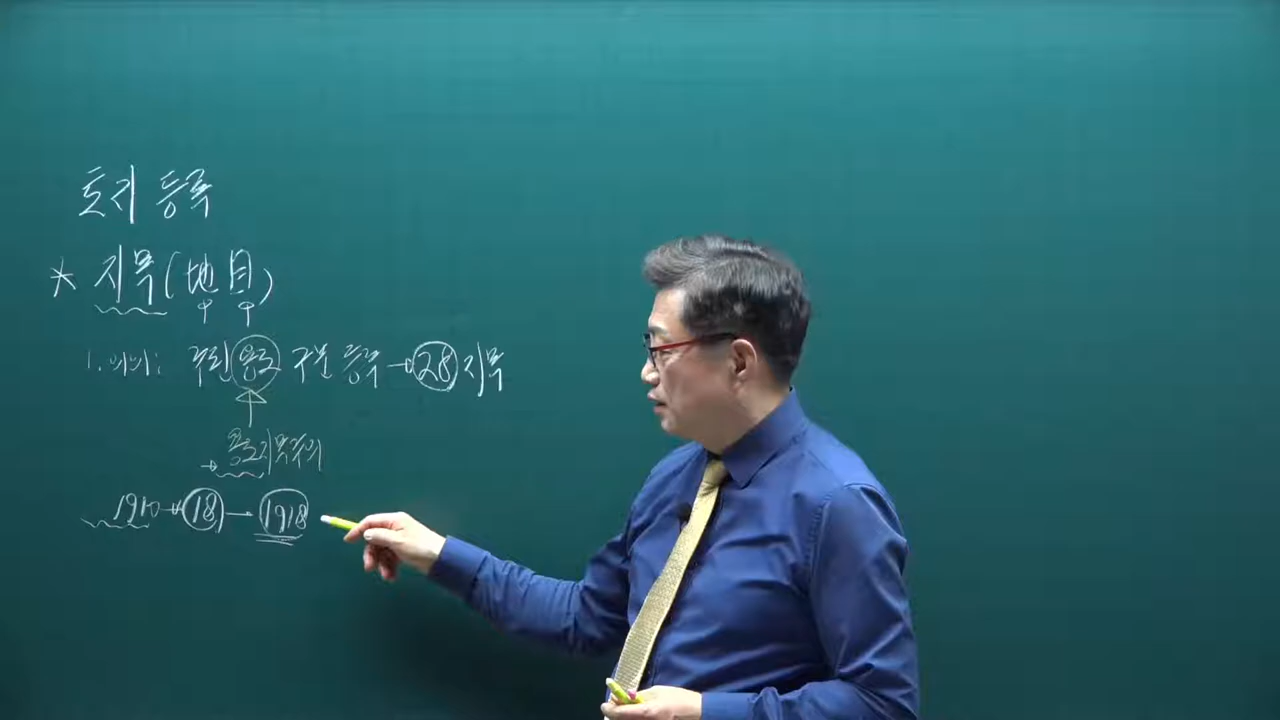 토지 등록
* 지목(地目)
1. 의의: 주된 용도 구분 등록 → 28 지목
용도지목주의
1910 → 18 → 1918